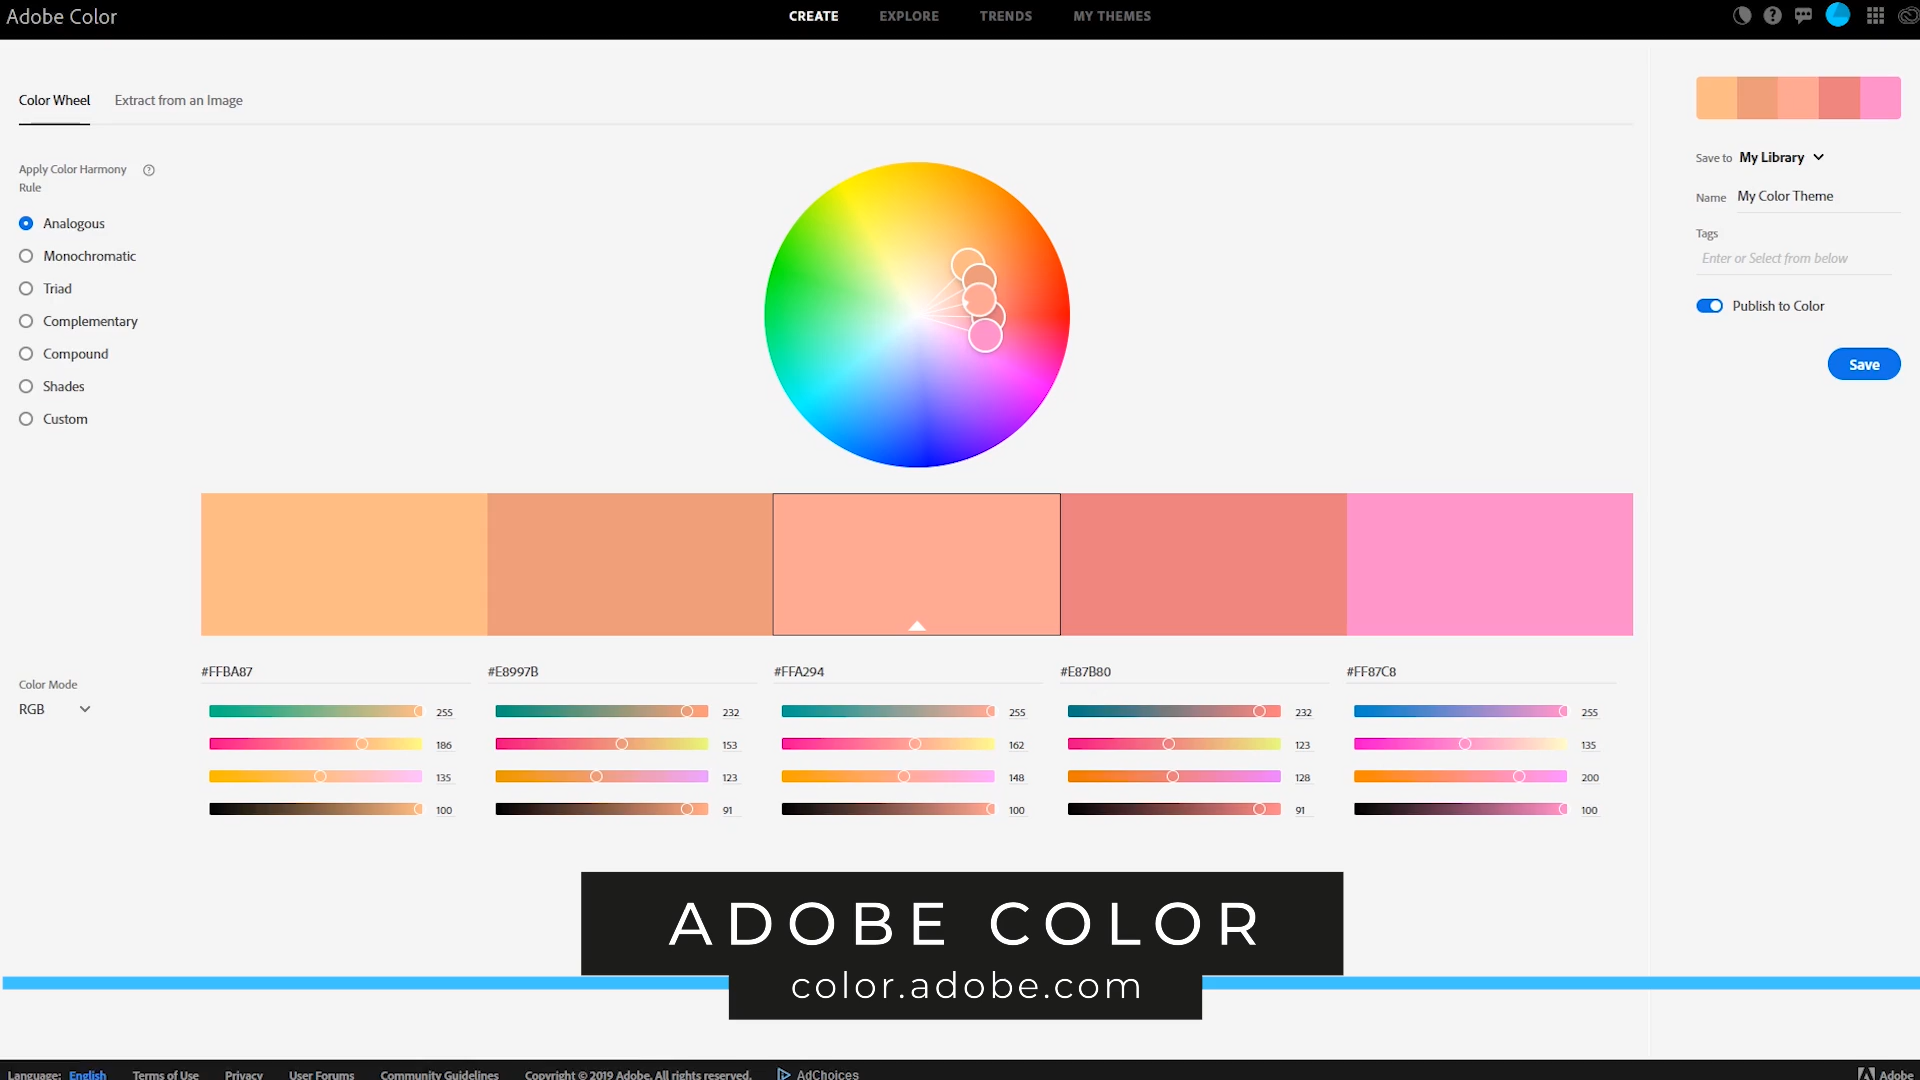 Adobe Color
CREATE EXPLORE TRENDS MY THEMES
Color Wheel Extract from an Image
Apply Color Harmony
Rule
Analogous
Monochromatic
Triad
Complementary
Compound
Shades
Custom
Save to My Library
Name My Color Theme
Tags
Enter or Select from below
Publish to Color
Save
#FFBA87 #E8997B #FFA294 #E87B80 #FF87C8
Color Mode
RGB
255 232 255 232 255
186 153 162 123 135
135 123 148 128 200
100 91 100 91 100
ADOBE COLOR
color.adobe.com
Language: English Terms of Use Privacy User Forums Community Guidelines Copyright © 2019 Adobe. All rights reserved. AdChoices Adobe